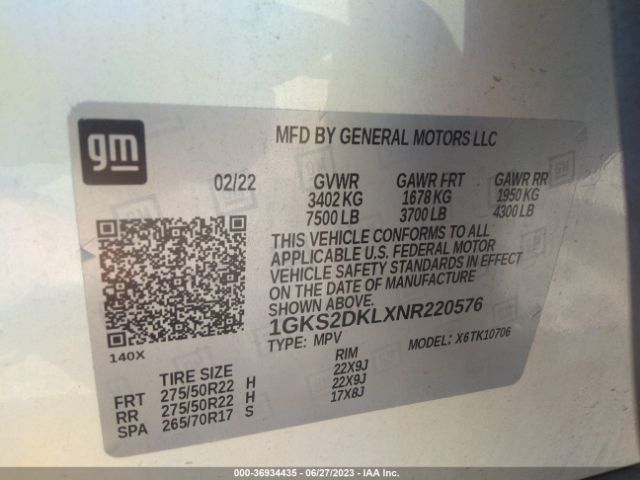 gm
MFD BY GENERAL MOTORS LLC
02/22 GVWR GAWR FRT GAWR RR
3402 KG 1678 KG 1950 KG
7500 LB 3700 LB 4300 LB
THIS VEHICLE CONFORMS TO ALL
APPLICABLE U.S. FEDERAL MOTOR
VEHICLE SAFETY STANDARDS IN EFFECT
ON THE DATE OF MANUFACTURE
SHOWN ABOVE.
1GKS2DKLXNR220576
TYPE: MPV MODEL: X6TK10706
140X
TIRE SIZE RIM
FRT 275/50R22 H 22X9J
RR 275/50R22 H 22X9J
SPA 265/70R17 S 17X8J
000-36934435 - 06/27/2023 - IAA Inc.